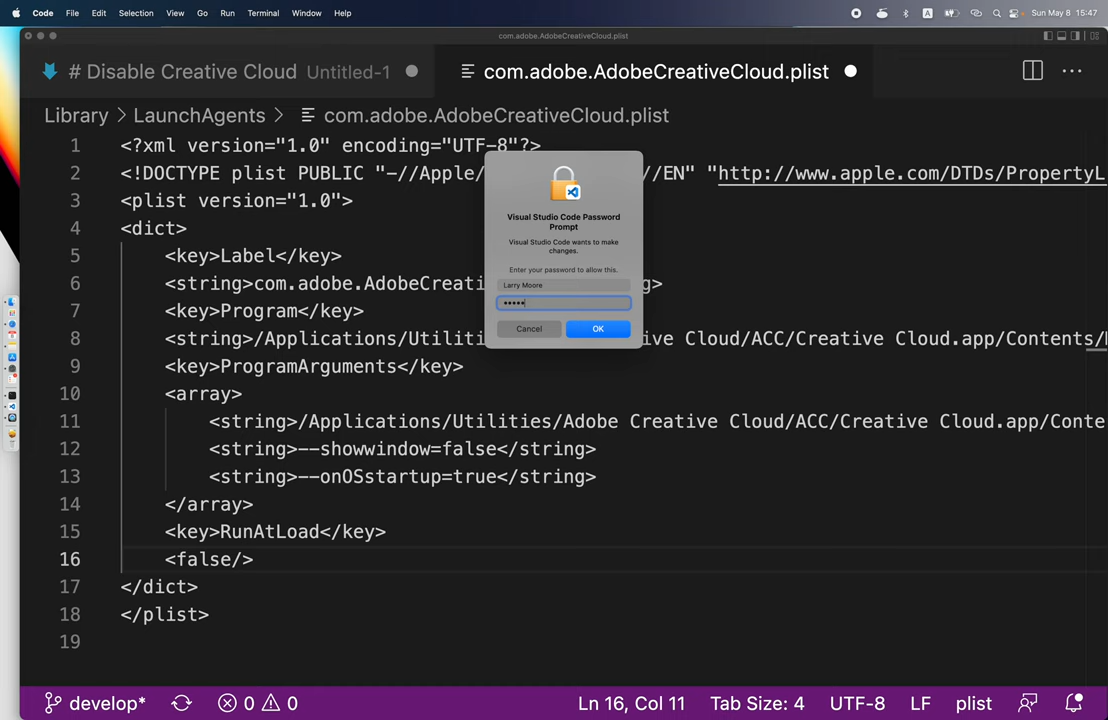 Code File Edit Selection View Go Run Terminal Window Help A Sun May 8 15:47
com.adobe.AdobeCreativeCloud.plist
# Disable Creative Cloud Untitled-1 com.adobe.AdobeCreativeCloud.plist
Library > LaunchAgents > com.adobe.AdobeCreativeCloud.plist
1 <?xml version="1.0" encoding="UTF-8"?>
2 <!DOCTYPE plist PUBLIC "-//Apple/ //EN" "http://www.apple.com/DTDs/PropertyL
3 <plist version="1.0">
4 <dict>
5 <key>Label</key>
6 <string>com.adobe.AdobeCreati g>
7 <key>Program</key>
8 <string>/Applications/Utiliti ive Cloud/ACC/Creative Cloud.app/Contents/
9 <key>ProgramArguments</key>
10 <array>
11 <string>/Applications/Utilities/Adobe Creative Cloud/ACC/Creative Cloud.app/Conte
12 <string>--showwindow=false</string>
13 <string>--onOSstartup=true</string>
14 </array>
15 <key>RunAtLoad</key>
16 <false/>
17 </dict>
18 </plist>
19
Visual Studio Code Password
Prompt
Visual Studio Code wants to make
changes.
Enter your password to allow this.
Larry Moore
•••••
Cancel OK
develop* 0 0 Ln 16, Col 11 Tab Size: 4 UTF-8 LF plist